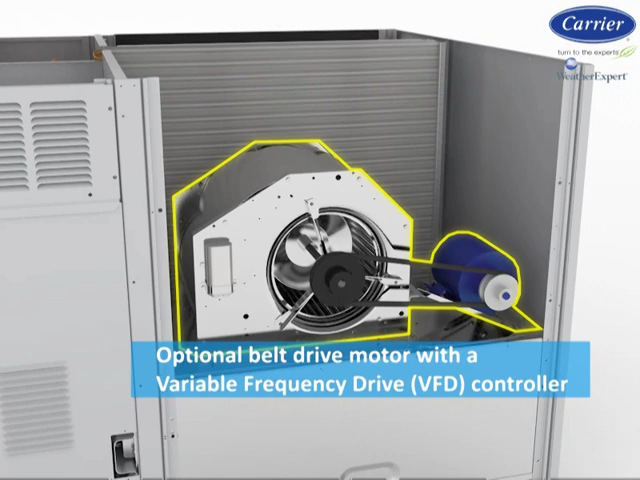 Carrier
turn to the experts
WeatherExpert
Optional belt drive motor with a
Variable Frequency Drive (VFD) controller